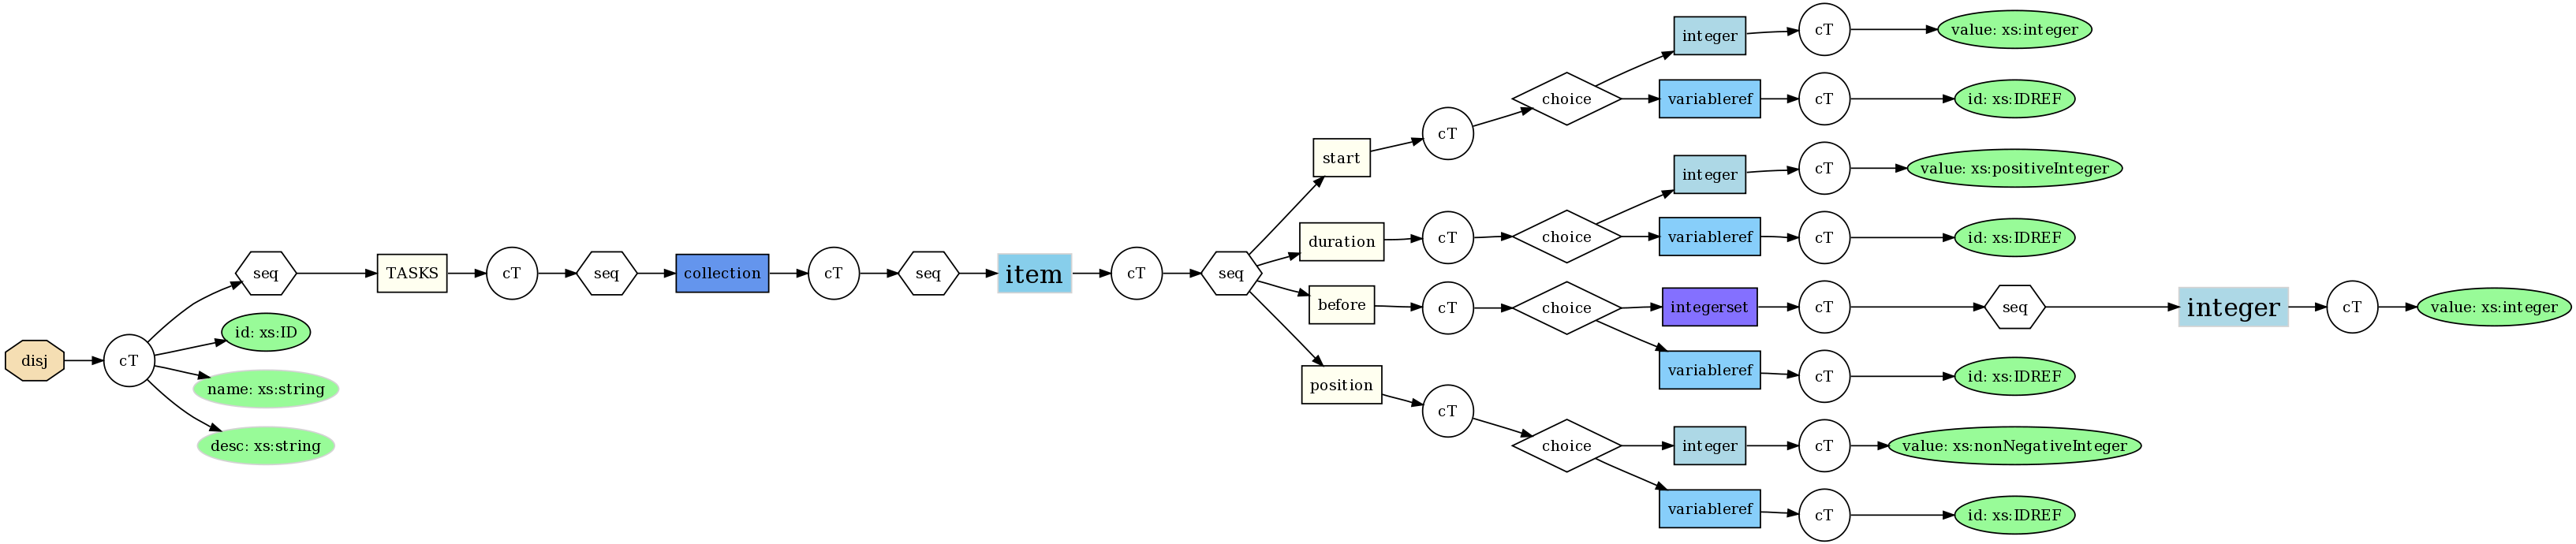 disj
cT
seq
id: xs:ID
name: xs:string
desc: xs:string
TASKS
cT
seq
collection
cT
seq
item
cT
seq
start
cT
choice
integer
cT
value: xs:integer
variableref
cT
id: xs:IDREF
duration
cT
choice
integer
cT
value: xs:positiveInteger
variableref
cT
id: xs:IDREF
before
cT
choice
integerset
cT
seq
integer
cT
value: xs:integer
variableref
cT
id: xs:IDREF
position
cT
choice
integer
cT
value: xs:nonNegativeInteger
variableref
cT
id: xs:IDREF